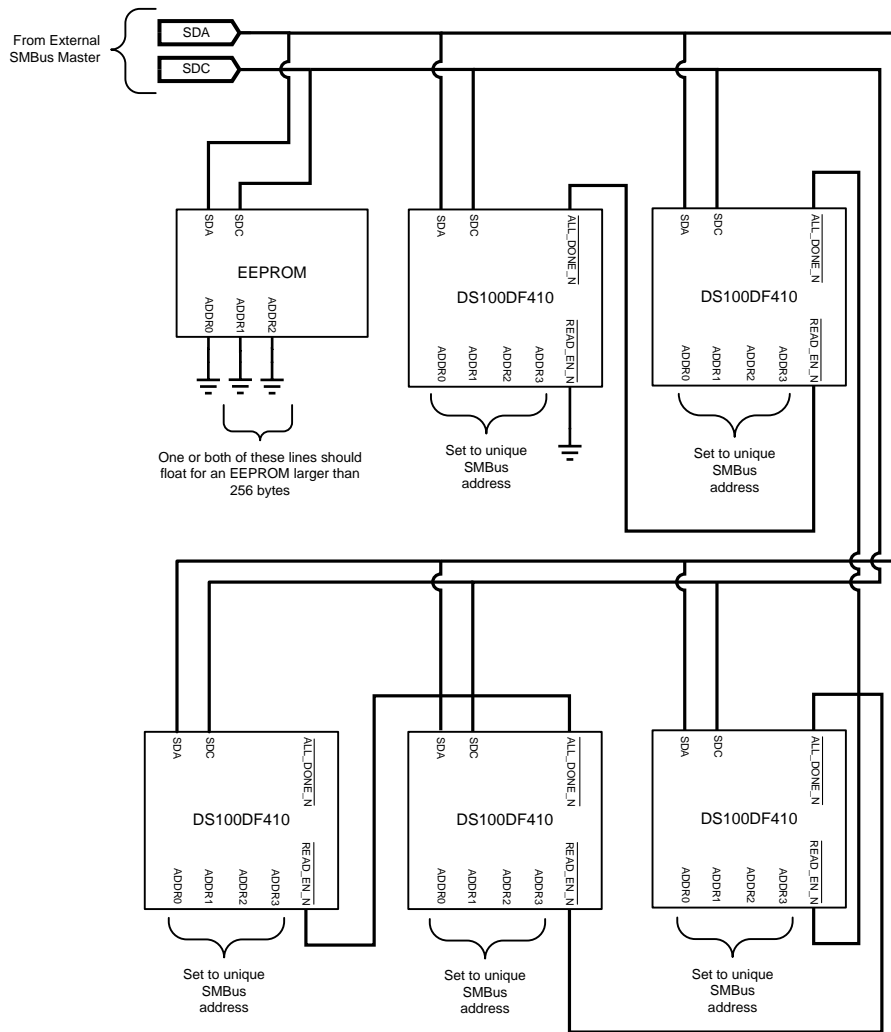 From External
SMBus Master
SDA
SDC
SDA
SDC
EEPROM
ADDR0
ADDR1
ADDR2
One or both of these lines should
float for an EEPROM larger than
256 bytes
SDA
SDC
ALL_DONE_N
DS100DF410
ADDR0
ADDR1
ADDR2
ADDR3
READ_EN_N
Set to unique
SMBus
address
SDA
SDC
ALL_DONE_N
DS100DF410
ADDR0
ADDR1
ADDR2
ADDR3
READ_EN_N
Set to unique
SMBus
address
SDA
SDC
ALL_DONE_N
DS100DF410
ADDR0
ADDR1
ADDR2
ADDR3
READ_EN_N
Set to unique
SMBus
address
SDA
SDC
ALL_DONE_N
DS100DF410
ADDR0
ADDR1
ADDR2
ADDR3
READ_EN_N
Set to unique
SMBus
address
SDA
SDC
ALL_DONE_N
DS100DF410
ADDR0
ADDR1
ADDR2
ADDR3
READ_EN_N
Set to unique
SMBus
address